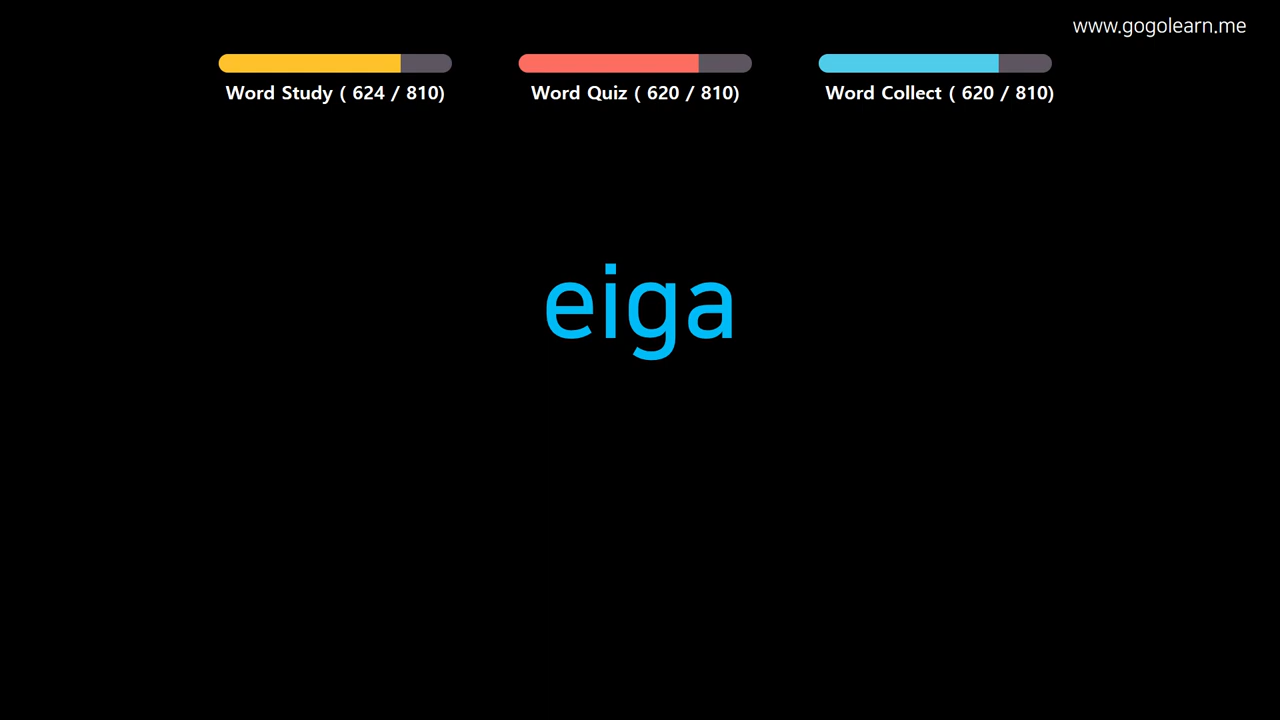 www.gogolearn.me
Word Study ( 624 / 810)
Word Quiz ( 620 / 810)
Word Collect ( 620 / 810)
eiga